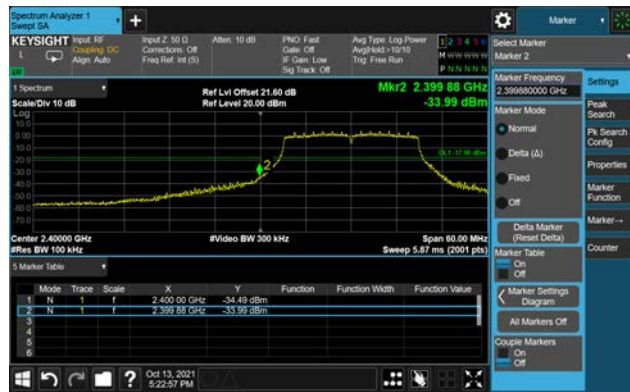 Spectrum Analyzer 1
Swept SA
Marker
KEYSIGHT
L
Input: RF
Coupling: DC
Align: Auto
Input Z: 50 Ω
Corrections: Off
Freq Ref: Int (S)
Atten: 10 dB
PNO: Fast
Gate: Off
IF Gain: Low
Sig Track: Off
Avg Type: Log-Power
Avg|Hold:>10/10
Trig: Free Run
1 2 3 4 5 6
M W W W W W
P N N N N N
Select Marker
Marker 2
1 Spectrum
Scale/Div 10 dB
Ref Lvl Offset 21.60 dB
Ref Level 20.00 dBm
Mkr2 2.399 88 GHz
-33.99 dBm
Log
10.0
0.00
-10.0
-20.0
-30.0
-40.0
-50.0
-60.0
-70.0
2
DL1 -17.99 dBm
Center 2.40000 GHz
#Res BW 100 kHz
#Video BW 300 kHz
Span 60.00 MHz
Sweep 5.87 ms (2001 pts)
5 Marker Table
Mode Trace Scale X Y Function Function Width Function Value
1 N 1 f 2.400 00 GHz -34.49 dBm
2 N 1 f 2.399 88 GHz -33.99 dBm
3
4
5
6
Marker Frequency
2.399880000 GHz
Marker Mode
Normal
Delta (Δ)
Fixed
Off
Delta Marker
(Reset Delta)
Marker Table
On
Off
Marker Settings
Diagram
All Markers Off
Couple Markers
On
Off
Settings
Peak
Search
Pk Search
Config
Properties
Marker
Function
Marker→
Counter
?
Oct 13, 2021
5:22:57 PM